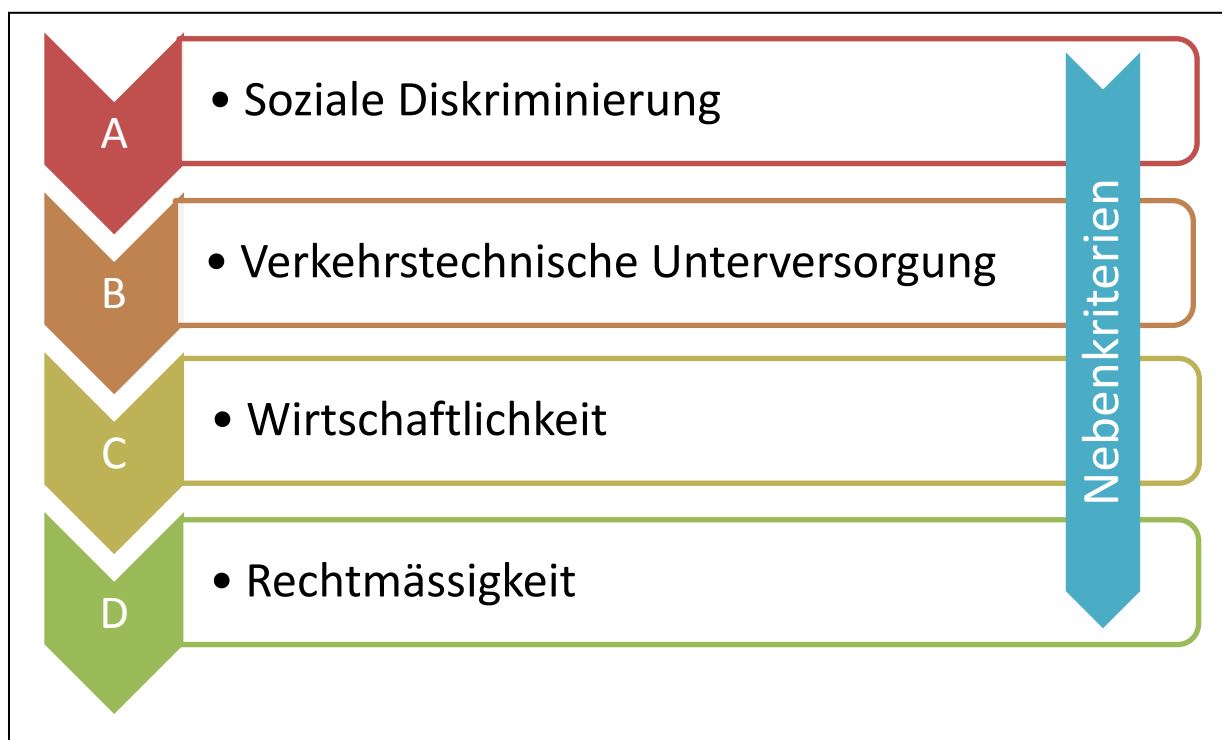 A
• Soziale Diskriminierung
B
• Verkehrstechnische Unterversorgung
C
• Wirtschaftlichkeit
D
• Rechtmässigkeit
Nebenkriterien